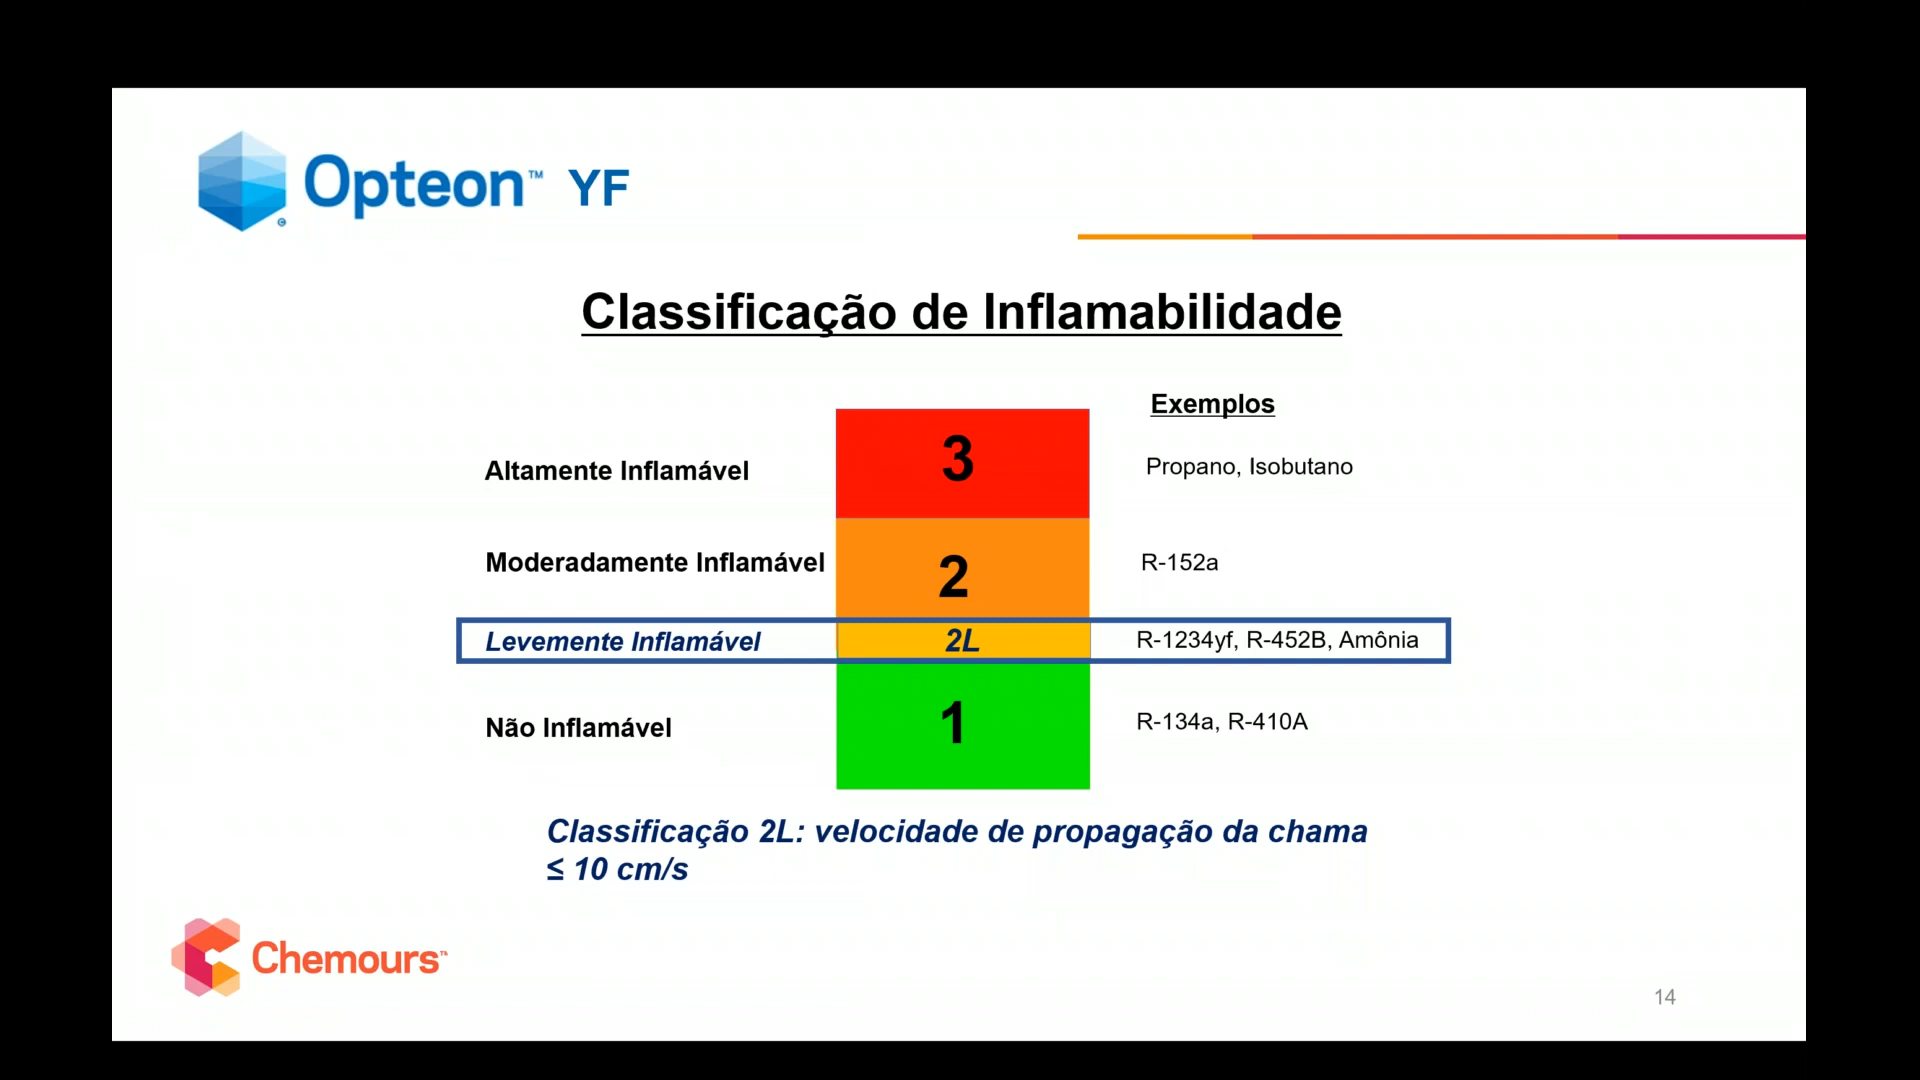 Opteon™ YF
Classificação de Inflamabilidade
Exemplos
Altamente Inflamável 3 Propano, Isobutano
Moderadamente Inflamável 2 R-152a
Levemente Inflamável 2L R-1234yf, R-452B, Amônia
Não Inflamável 1 R-134a, R-410A
Classificação 2L: velocidade de propagação da chama
≤ 10 cm/s
Chemours™
14